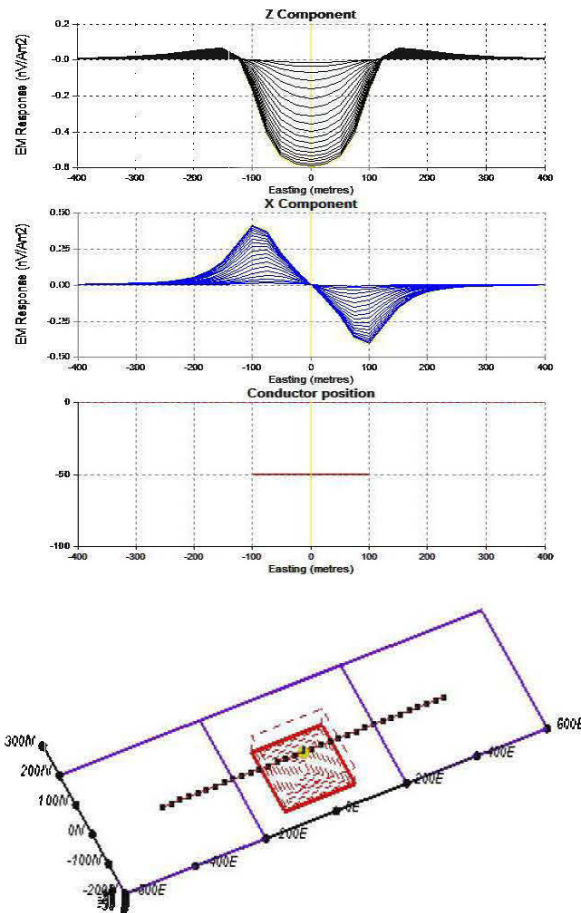 Z Component
EM Response (nV/Am2)
0.2
-0.0
-0.2
-0.4
-0.6
-0.8
-400 -300 -200 -100 0 100 200 300 400
Easting (metres)
X Component
EM Response (nV/Am2)
0.50
0.25
0.00
-0.25
-0.50
-400 -300 -200 -100 0 100 200 300 400
Easting (metres)
Conductor position
0
-50
-100
-400 -300 -200 -100 0 100 200 300 400
Easting (metres)
300N
200N
100N
0N
-100N
-200N
-600E
-400E
-200E
0E
200E
400E
600E